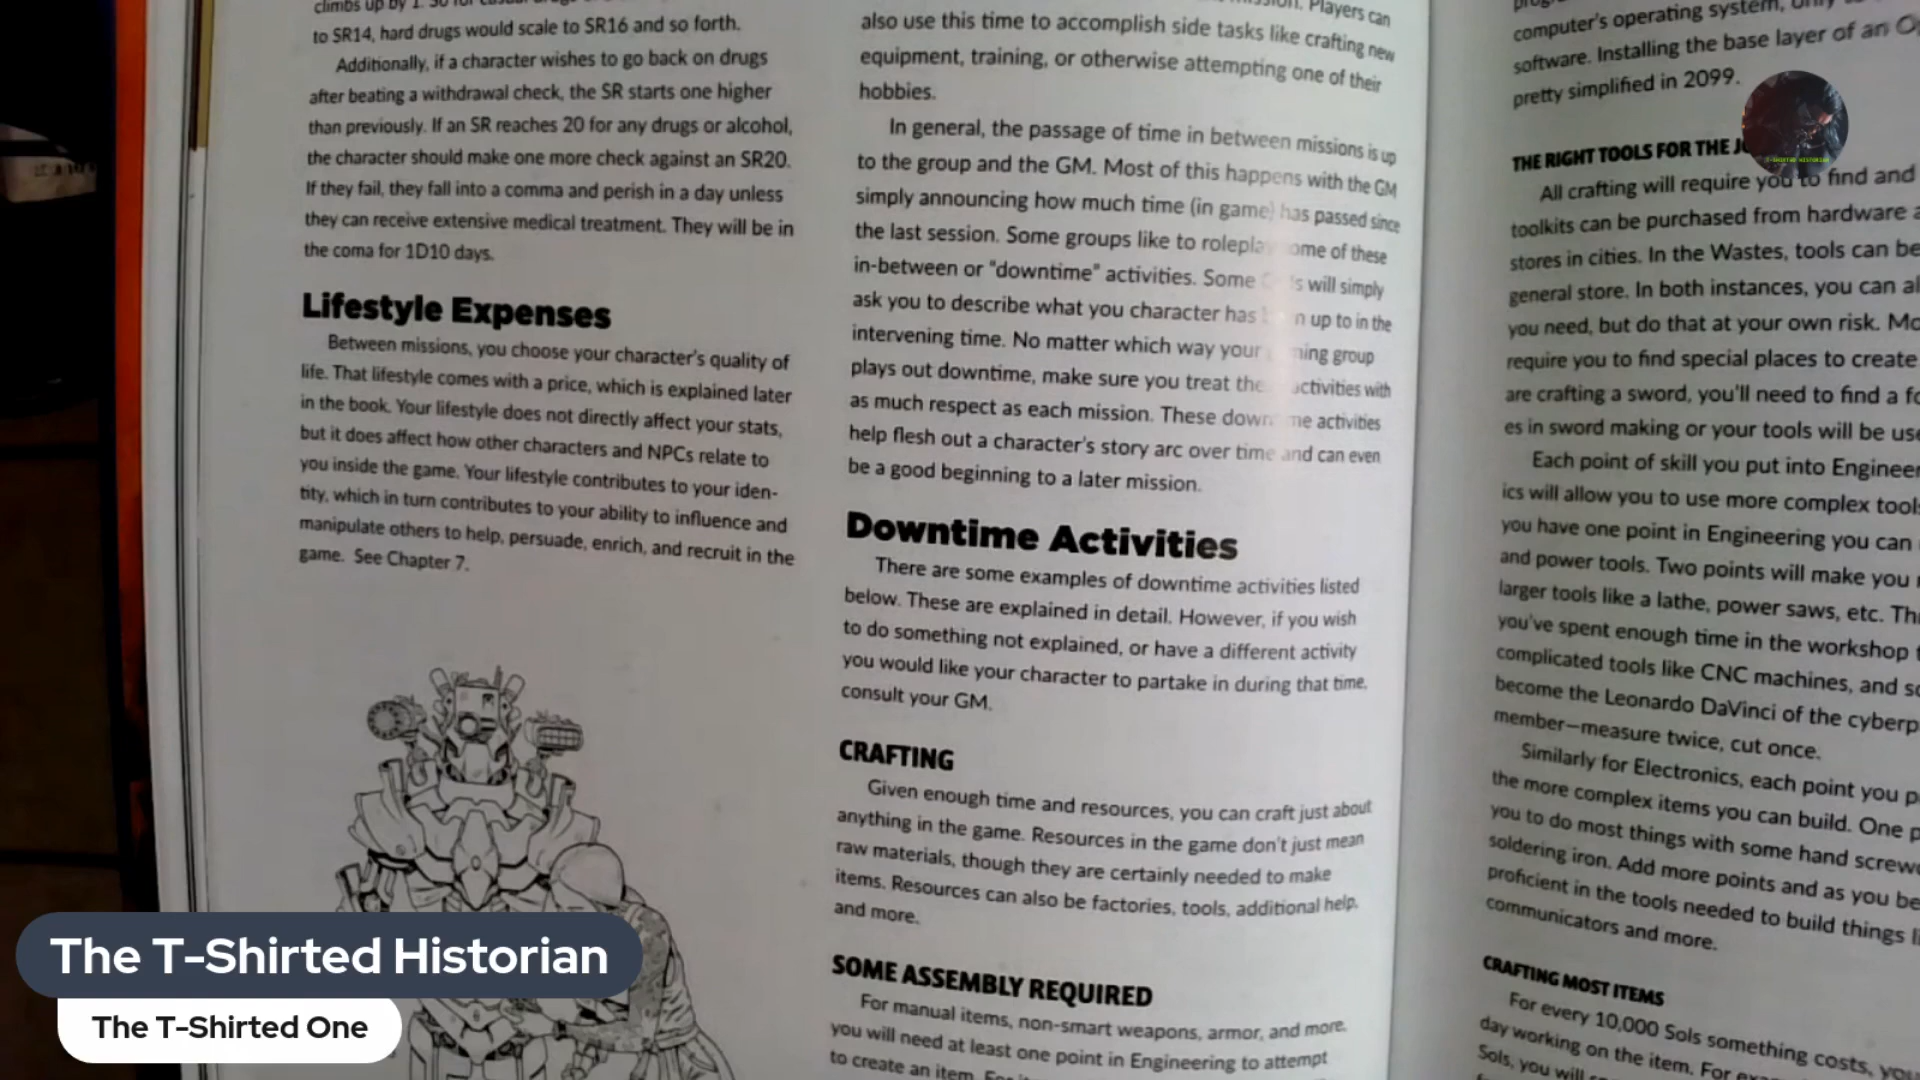 climbs up by 1. So for casual
to SR14, hard drugs would scale to SR16 and so forth.
Additionally, if a character wishes to go back on drugs
after beating a withdrawal check, the SR starts one higher
than previously. If an SR reaches 20 for any drugs or alcohol,
the character should make one more check against an SR20.
If they fail, they fall into a comma and perish in a day unless
they can receive extensive medical treatment. They will be in
the coma for 1D10 days.
Lifestyle Expenses
Between missions, you choose your character's quality of
life. That lifestyle comes with a price, which is explained later
in the book. Your lifestyle does not directly affect your stats,
but it does affect how other characters and NPCs relate to
you inside the game. Your lifestyle contributes to your iden-
tity, which in turn contributes to your ability to influence and
manipulate others to help, persuade, enrich, and recruit in the
game. See Chapter 7.
Players can
also use this time to accomplish side tasks like crafting new
equipment, training, or otherwise attempting one of their
hobbies.
In general, the passage of time in between missions is up
to the group and the GM. Most of this happens with the GM
simply announcing how much time (in game) has passed since
the last session. Some groups like to roleplay some of these
in-between or "downtime" activities. Some will simply
ask you to describe what you character has been up to in the
intervening time. No matter which way your gaming group
plays out downtime, make sure you treat the activities with
as much respect as each mission. These downtime activities
help flesh out a character's story arc over time and can even
be a good beginning to a later mission.
Downtime Activities
There are some examples of downtime activities listed
below. These are explained in detail. However, if you wish
to do something not explained, or have a different activity
you would like your character to partake in during that time,
consult your GM.
CRAFTING
Given enough time and resources, you can craft just about
anything in the game. Resources in the game don't just mean
raw materials, though they are certainly needed to make
items. Resources can also be factories, tools, additional help,
and more.
SOME ASSEMBLY REQUIRED
For manual items, non-smart weapons, armor, and more,
you will need at least one point in Engineering to attempt
to create an item.
computer's operating system, only
software. Installing the base layer of an
pretty simplified in 2099.
THE RIGHT TOOLS FOR THE
All crafting will require you to find and
toolkits can be purchased from hardware
stores in cities. In the Wastes, tools can be
general store. In both instances, you can
you need, but do that at your own risk.
require you to find special places to create
are crafting a sword, you'll need to find a
es in sword making or your tools will be
Each point of skill you put into
ics will allow you to use more complex
you have one point in Engineering you can
and power tools. Two points will make you
larger tools like a lathe, power saws, etc.
you've spent enough time in the workshop
complicated tools like CNC machines, and
become the Leonardo DaVinci of the
member—measure twice, cut once.
Similarly for Electronics, each point you
the more complex items you can build. One
you to do most things with some hand
soldering iron. Add more points and as you
proficient in the tools needed to build things
communicators and more.
CRAFTING MOST ITEMS
For every 10,000 Sols something costs,
day working on the item. For
Sols, you will
T-SHIRTED HISTORIAN
The T-Shirted Historian
The T-Shirted One